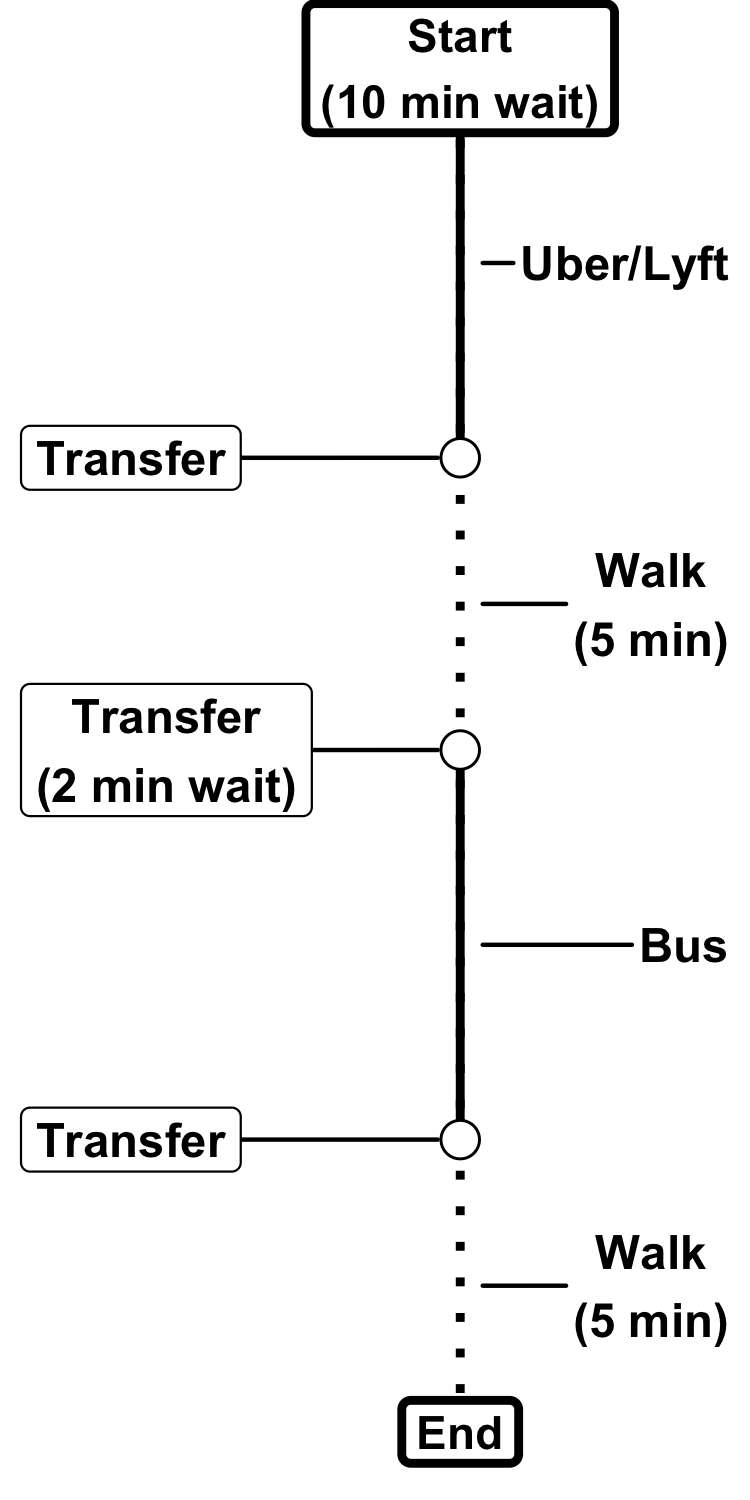 Start
(10 min wait)
Uber/Lyft
Transfer
Walk
(5 min)
Transfer
(2 min wait)
Bus
Transfer
Walk
(5 min)
End